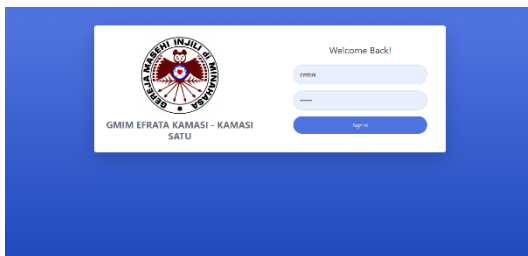 GEREJA MASEHI INJILI di MINAHASA
GMIM EFRATA KAMASI - KAMASI
SATU
Welcome Back!
Sign In